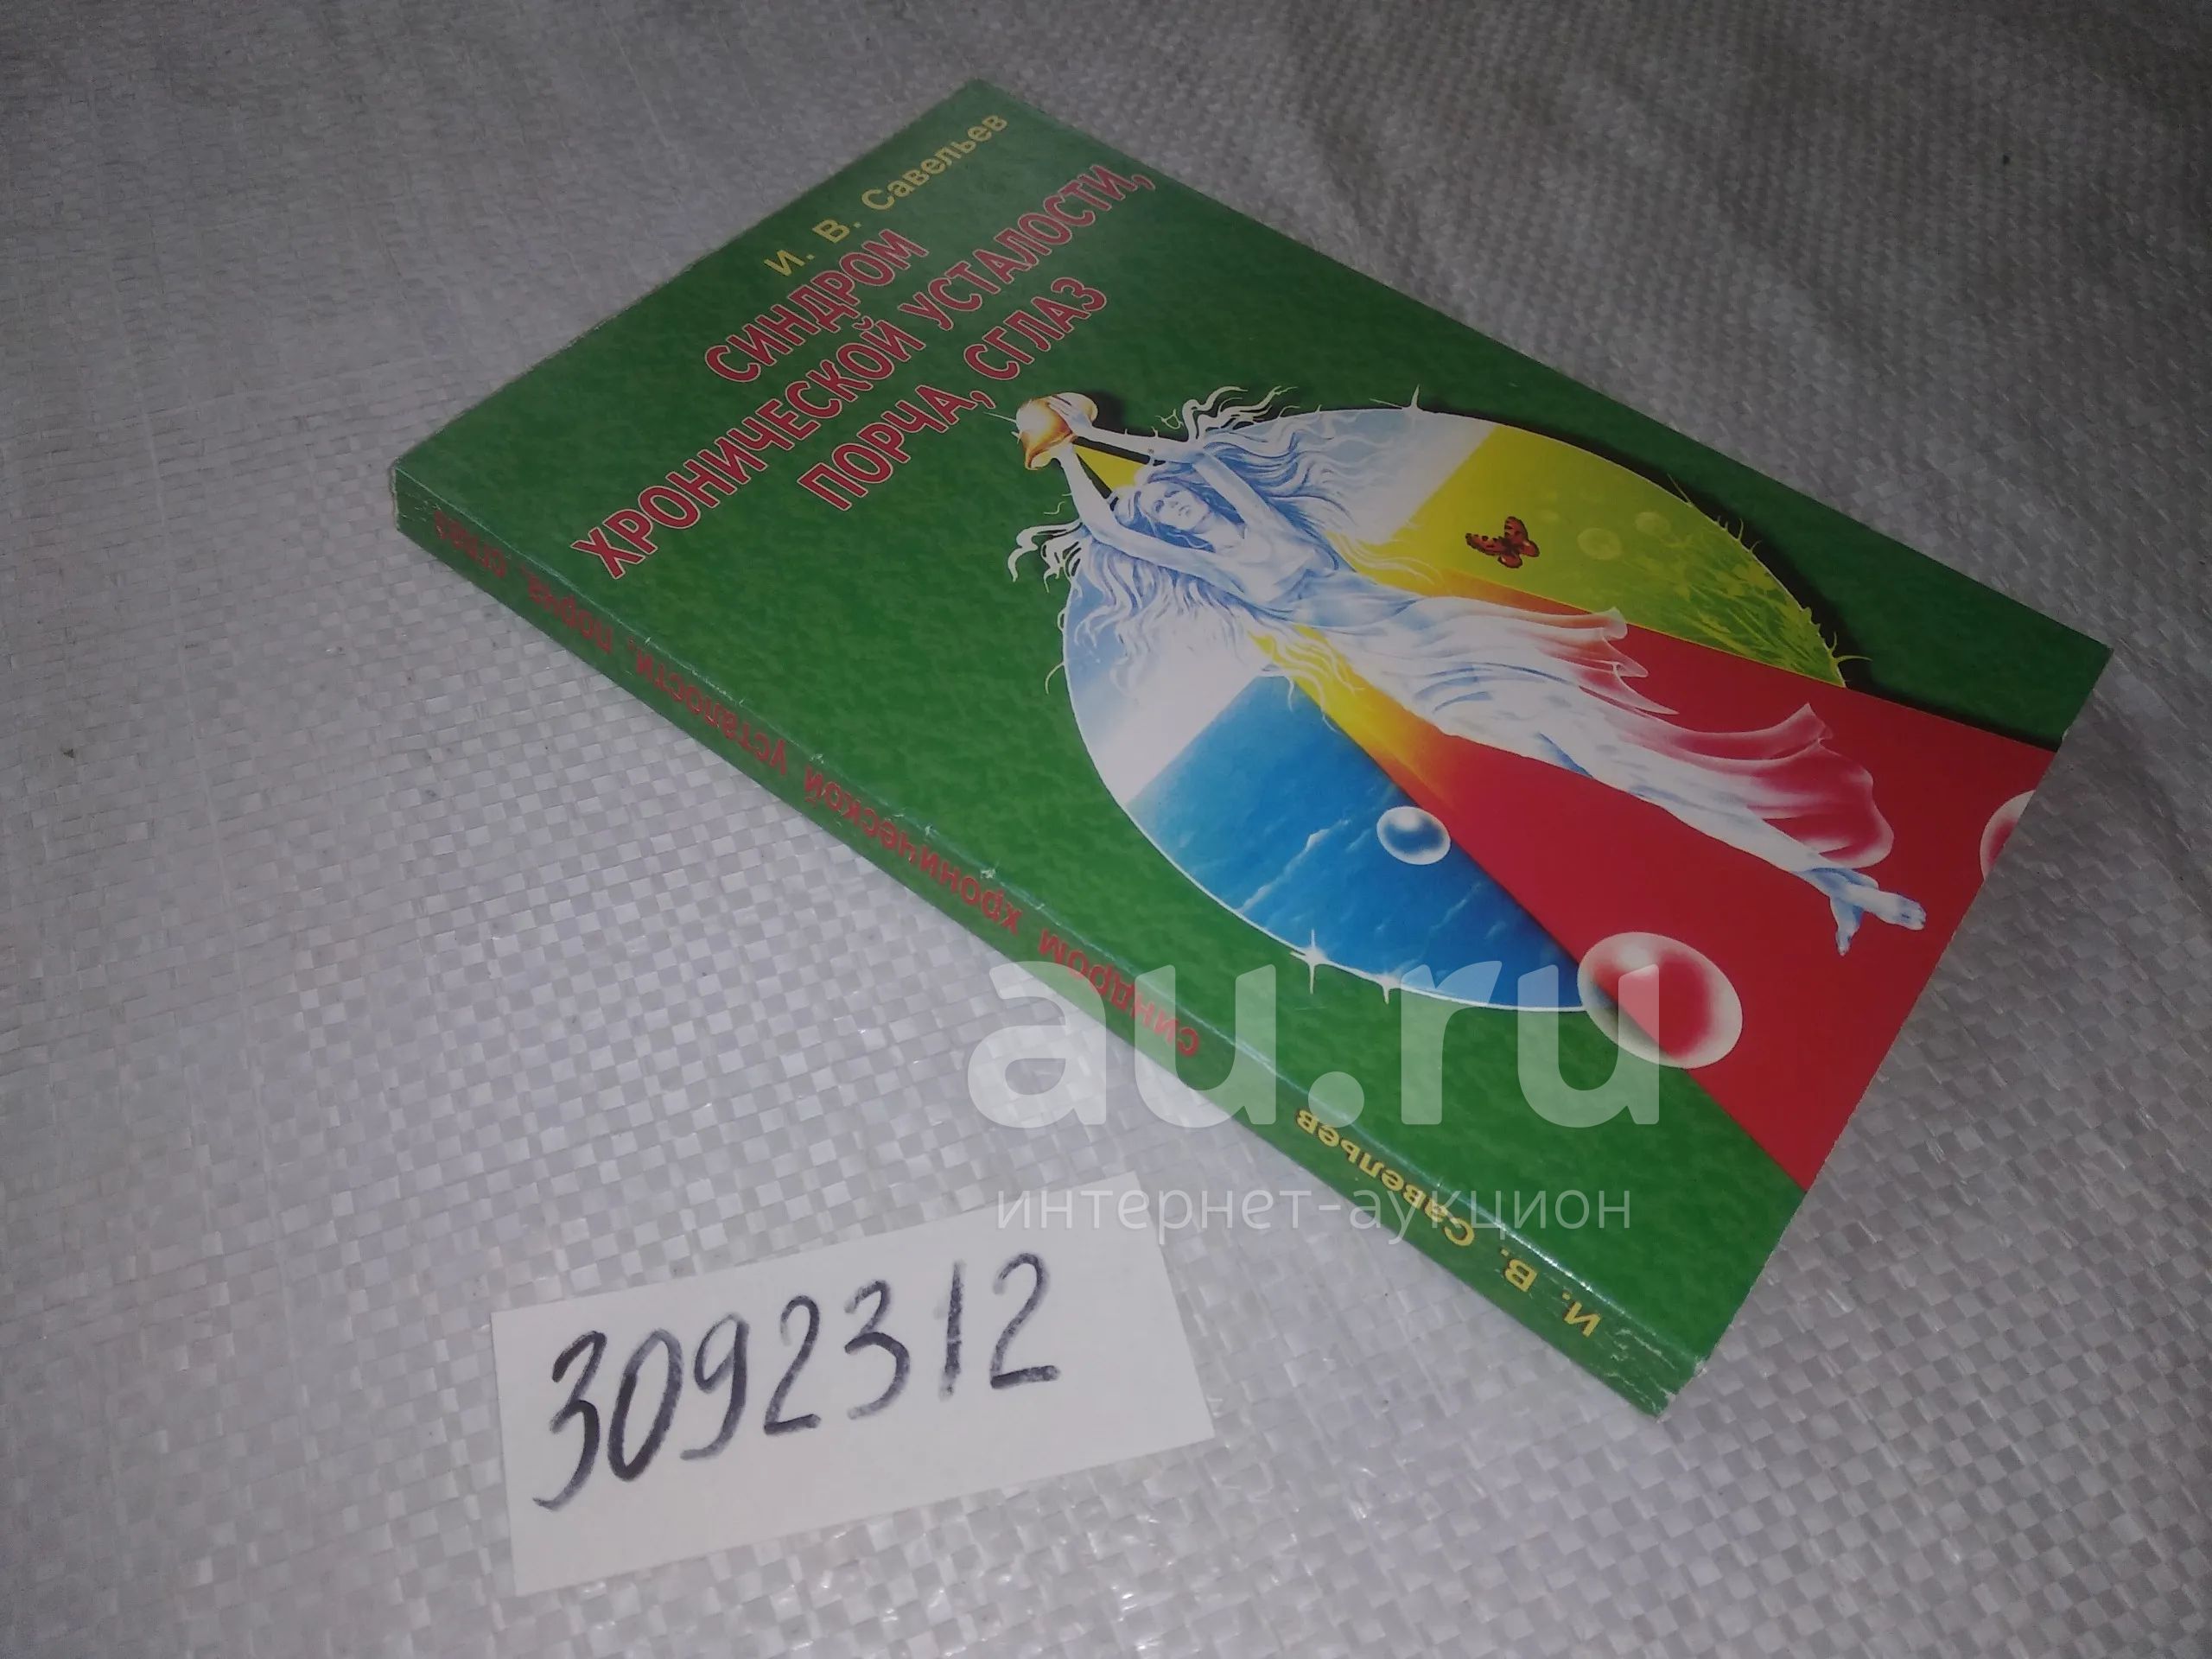 И. В. Савельев
СИНДРОМ
ХРОНИЧЕСКОЙ УСТАЛОСТИ,
ПОРЧА, СГЛАЗ
И. В. Савельев
синдром хронической усталости, порча, сглаз
au.ru
интернет-аукцион
3092312